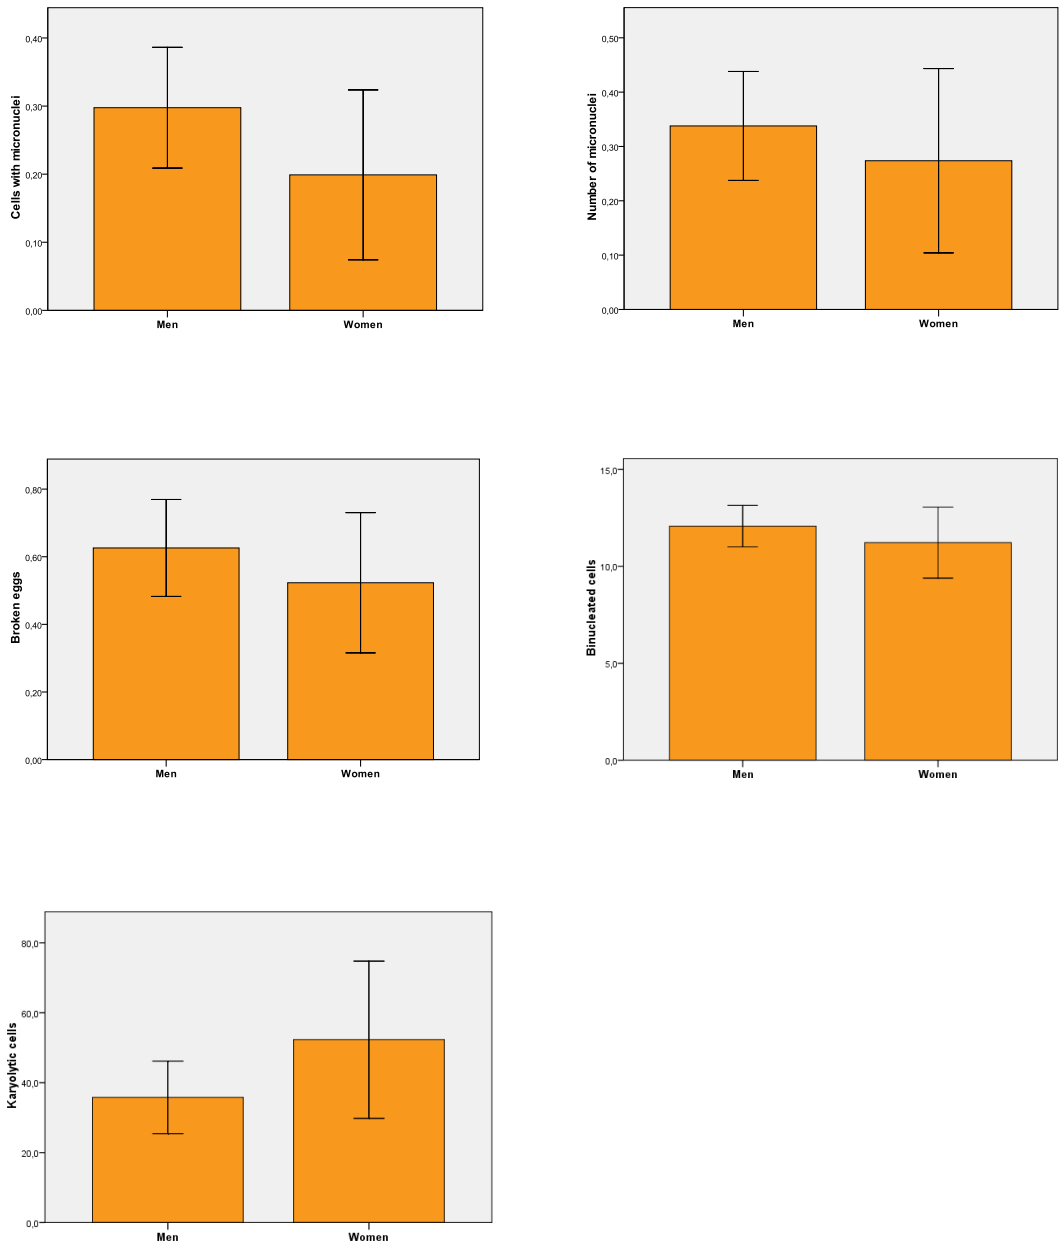 Cells with micronuclei
0,40
0,30
0,20
0,10
0,00
Men Women
Number of micronuclei
0,50
0,40
0,30
0,20
0,10
0,00
Men Women
Broken eggs
0,80
0,60
0,40
0,20
0,00
Men Women
Binucleated cells
15,0
10,0
5,0
0,0
Men Women
Karyolytic cells
80,0
60,0
40,0
20,0
0,0
Men Women